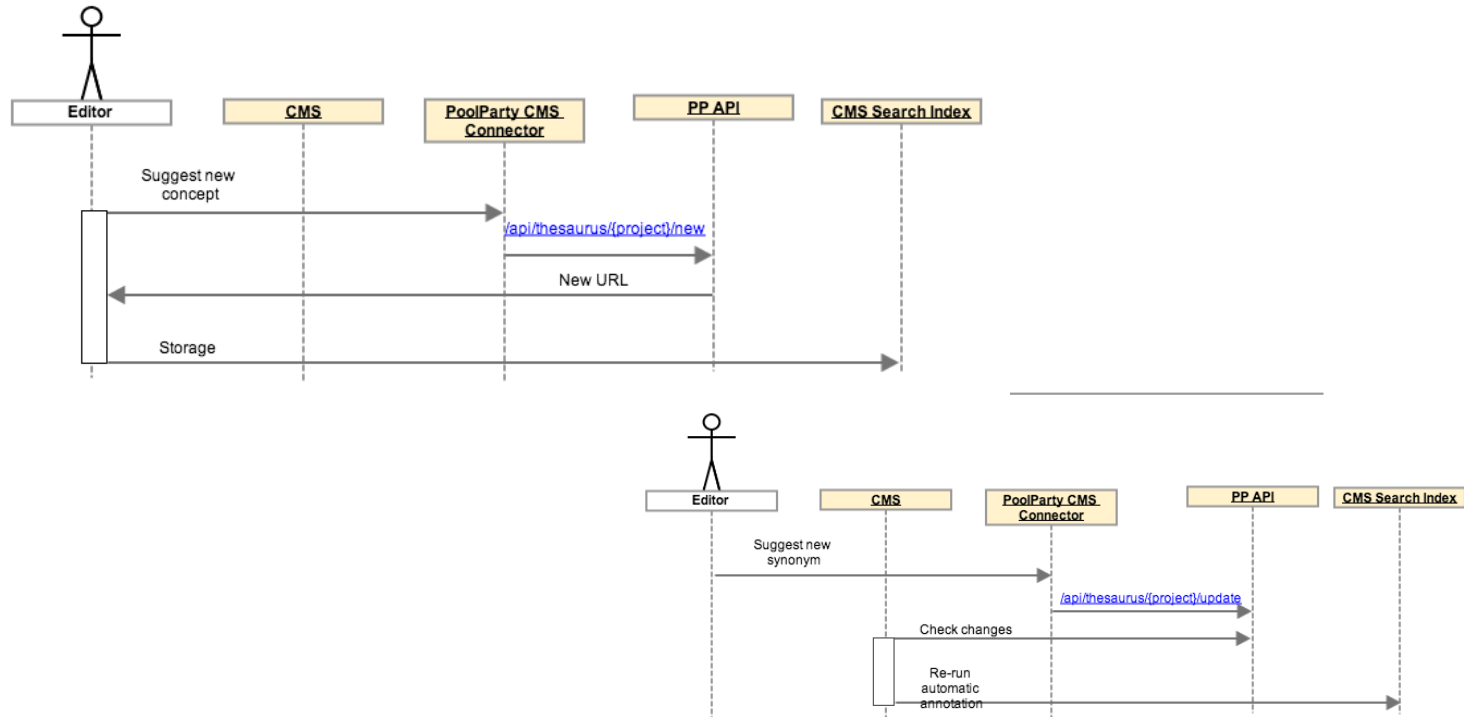 Editor
CMS
PoolParty CMS
Connector
PP API
CMS Search Index
Suggest new
concept
/api/thesaurus/{project}/new
New URL
Storage
Editor
CMS
PoolParty CMS
Connector
PP API
CMS Search Index
Suggest new
synonym
/api/thesaurus/{project}/update
Check changes
Re-run
automatic
annotation